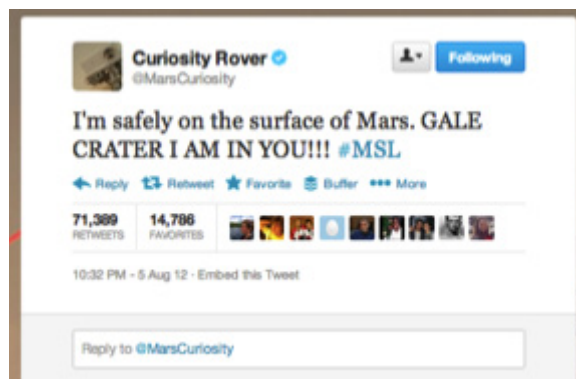 Curiosity Rover
@MarsCuriosity
Following
I'm safely on the surface of Mars. GALE
CRATER I AM IN YOU!!! #MSL
Reply Retweet Favorite Buffer More
71,389 14,786
RETWEETS FAVORITES
10:32 PM - 5 Aug 12 · Embed this Tweet
Reply to @MarsCuriosity